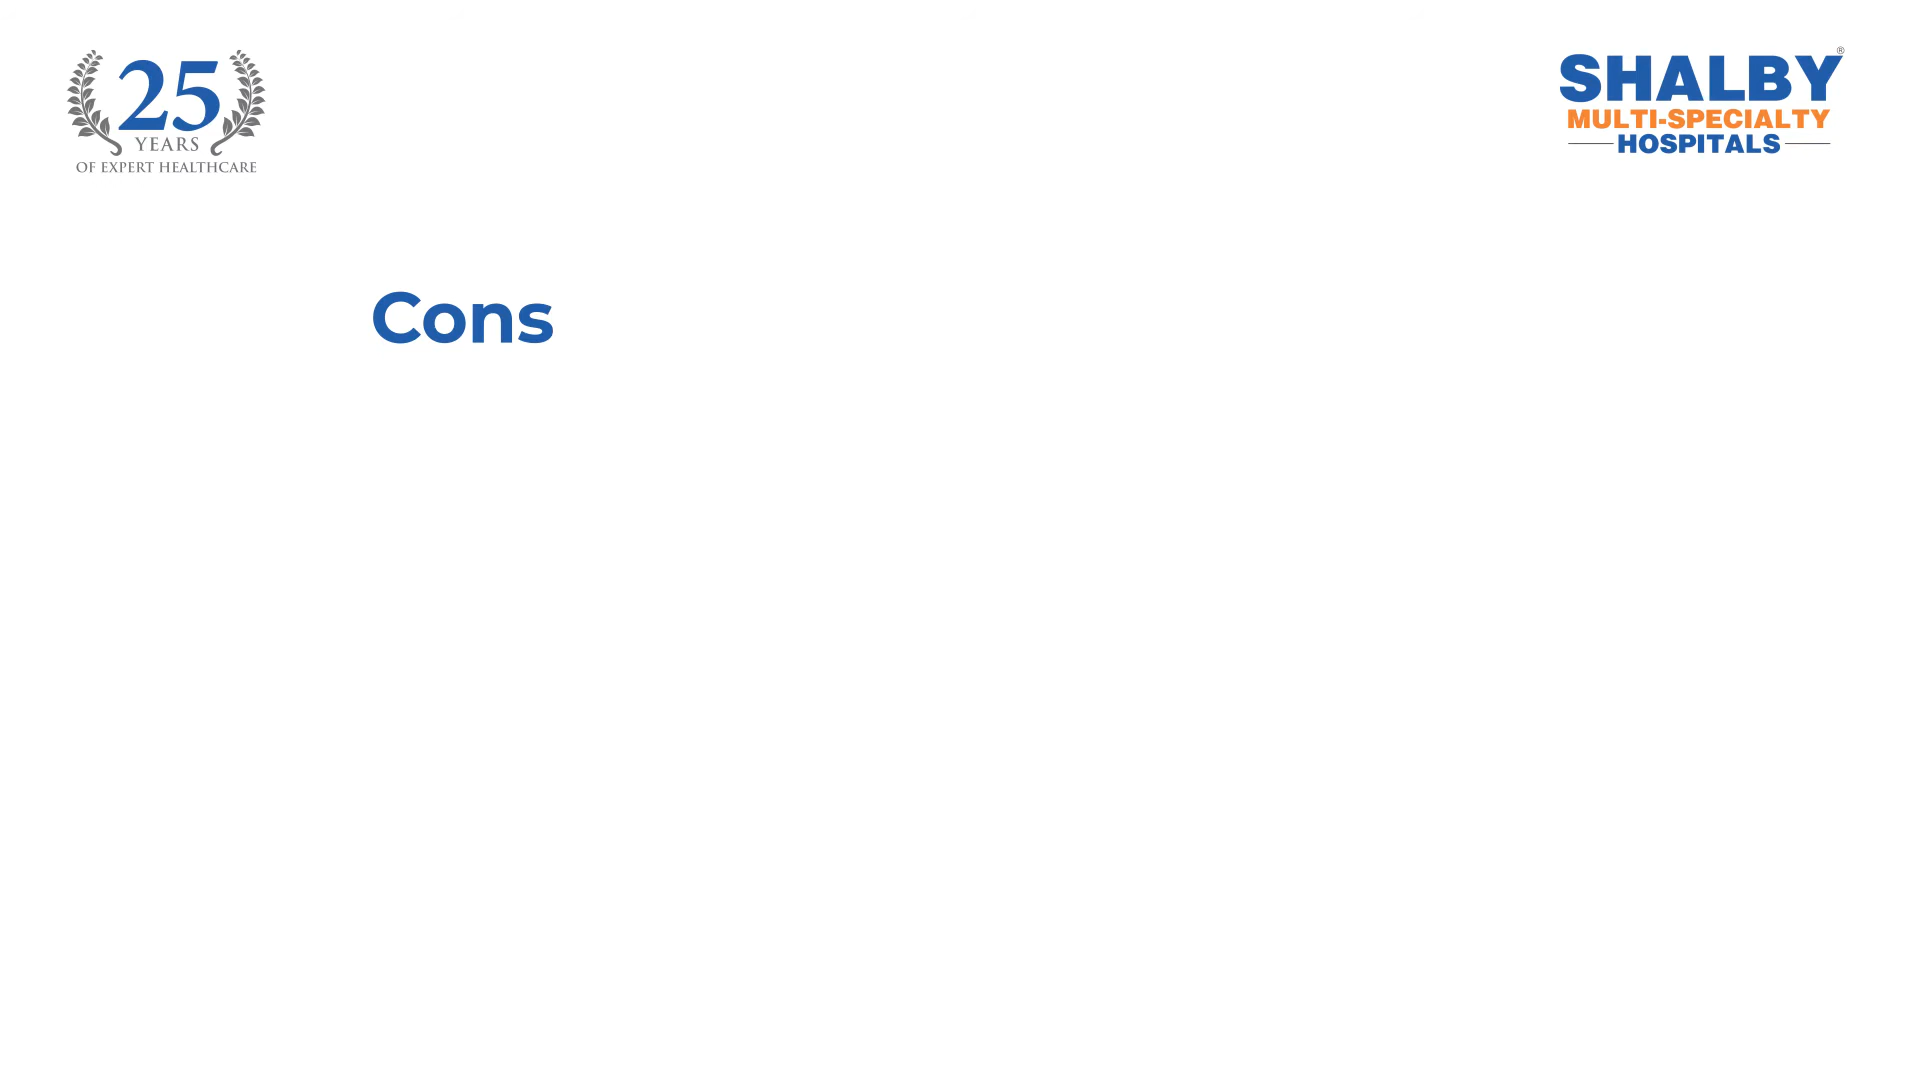 25
YEARS
OF EXPERT HEALTHCARE
SHALBY®
MULTI-SPECIALTY
HOSPITALS
Cons